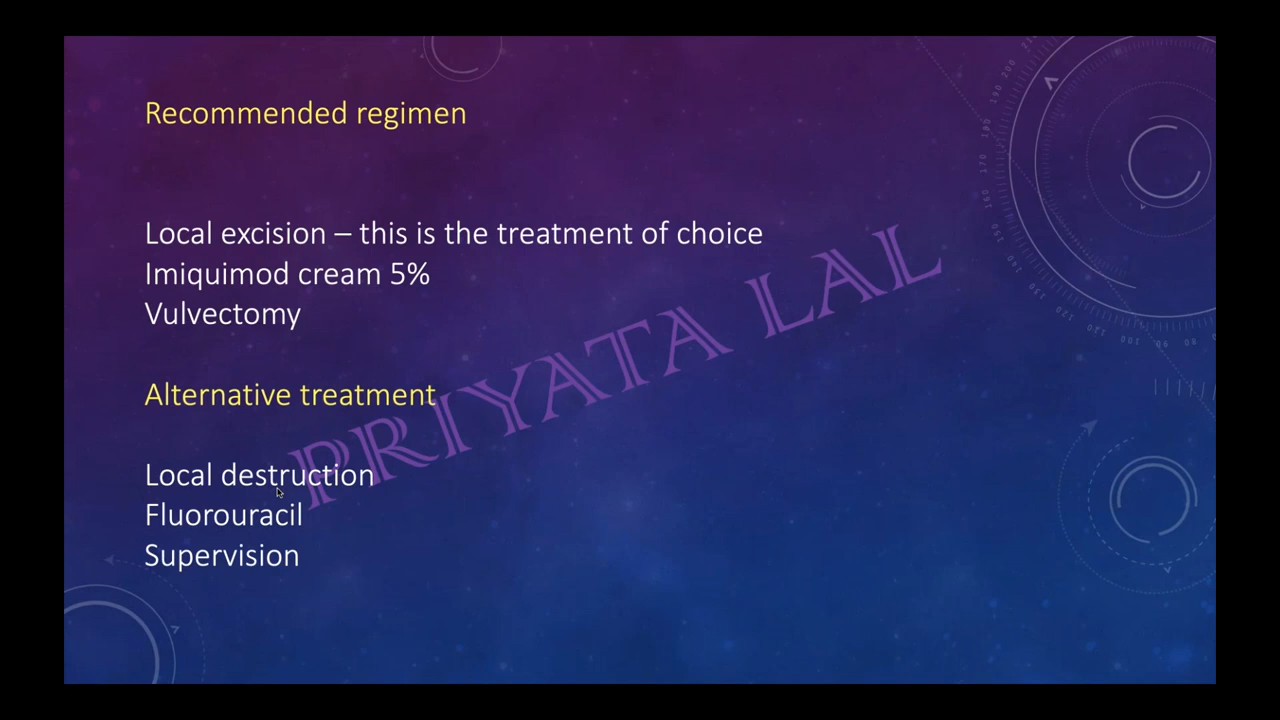 Recommended regimen
Local excision – this is the treatment of choice
Imiquimod cream 5%
Vulvectomy
Alternative treatment
Local destruction
Fluorouracil
Supervision
PRIYATA LAL